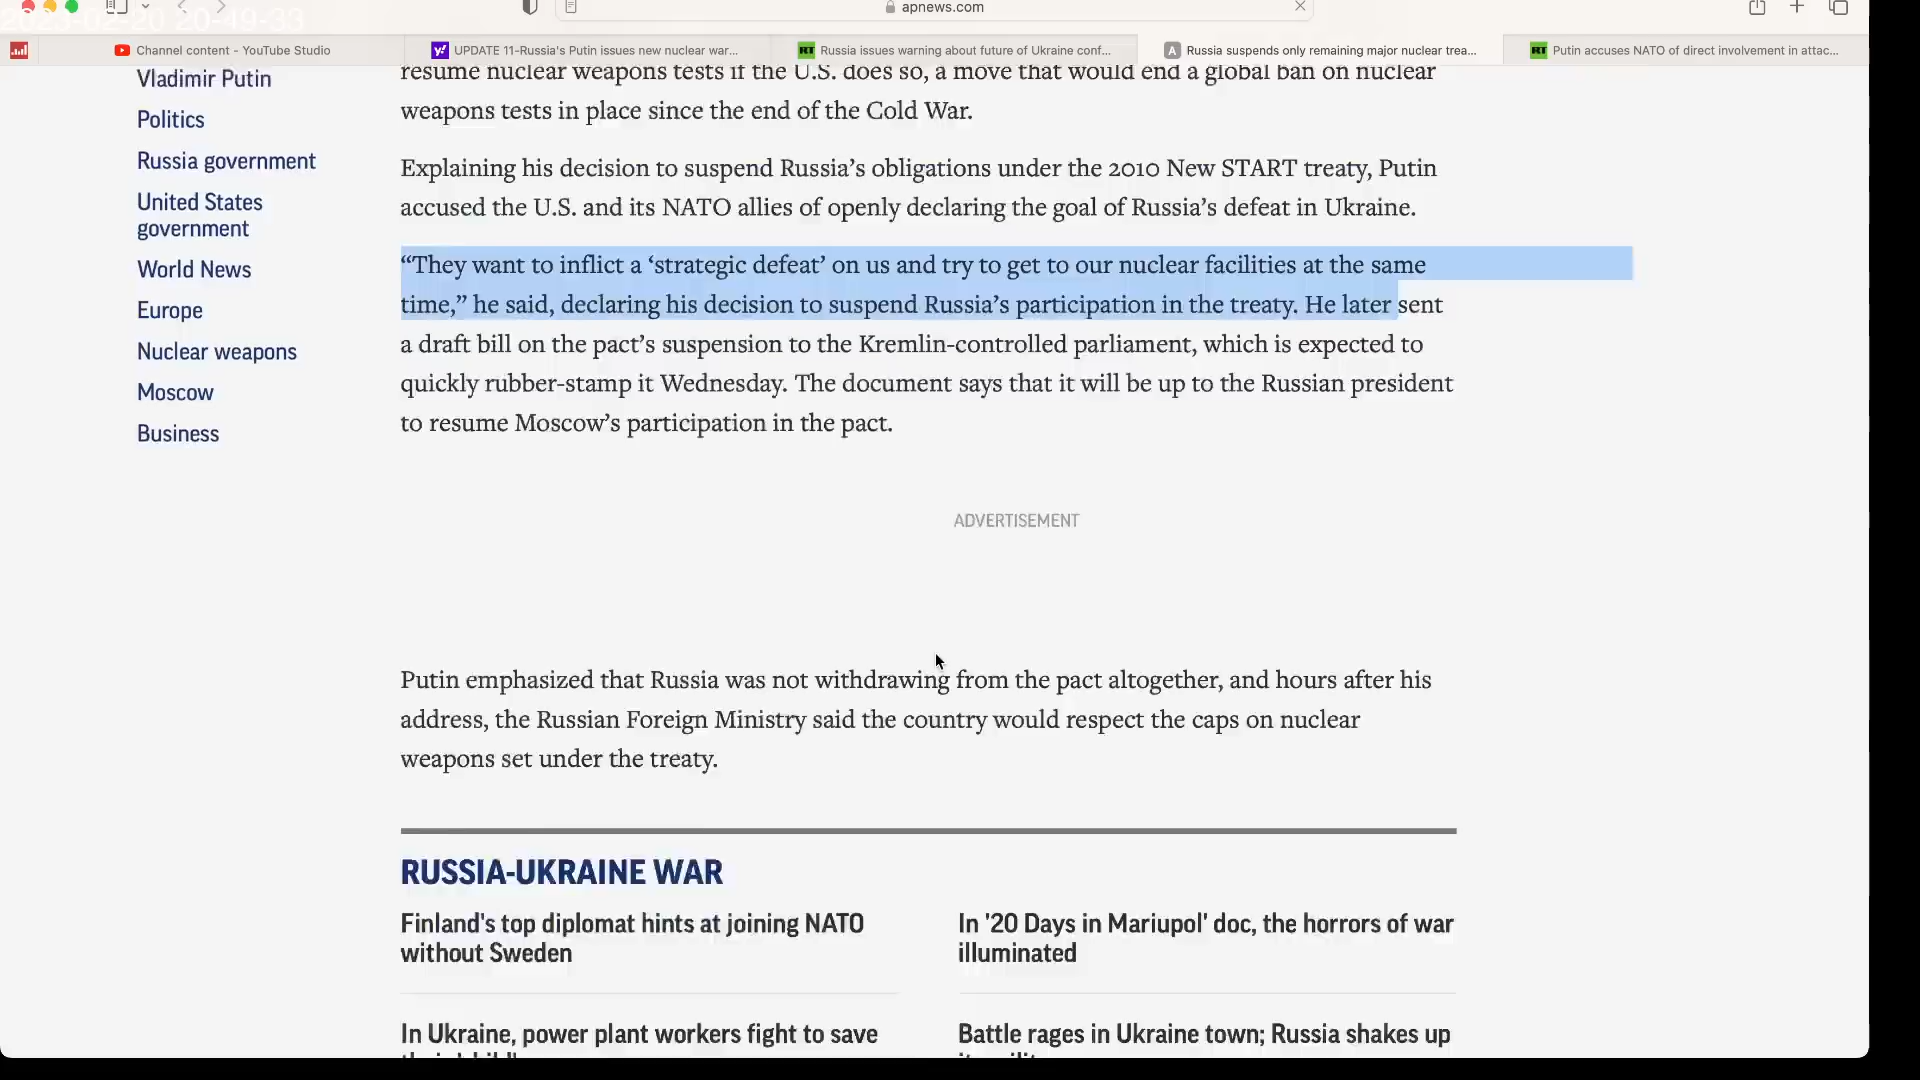 2023-02-20 20-49-33
apnews.com
Channel content - YouTube Studio
UPDATE 11-Russia's Putin issues new nuclear war...
Russia issues warning about future of Ukraine conf...
Russia suspends only remaining major nuclear trea...
Putin accuses NATO of direct involvement in attac...
Vladimir Putin
Politics
Russia government
United States
government
World News
Europe
Nuclear weapons
Moscow
Business
resume nuclear weapons tests if the U.S. does so, a move that would end a global ban on nuclear
weapons tests in place since the end of the Cold War.
Explaining his decision to suspend Russia’s obligations under the 2010 New START treaty, Putin
accused the U.S. and its NATO allies of openly declaring the goal of Russia’s defeat in Ukraine.
“They want to inflict a ‘strategic defeat’ on us and try to get to our nuclear facilities at the same
time,” he said, declaring his decision to suspend Russia’s participation in the treaty. He later sent
a draft bill on the pact’s suspension to the Kremlin-controlled parliament, which is expected to
quickly rubber-stamp it Wednesday. The document says that it will be up to the Russian president
to resume Moscow’s participation in the pact.
ADVERTISEMENT
Putin emphasized that Russia was not withdrawing from the pact altogether, and hours after his
address, the Russian Foreign Ministry said the country would respect the caps on nuclear
weapons set under the treaty.
RUSSIA-UKRAINE WAR
Finland's top diplomat hints at joining NATO
without Sweden
In '20 Days in Mariupol' doc, the horrors of war
illuminated
In Ukraine, power plant workers fight to save
Battle rages in Ukraine town; Russia shakes up